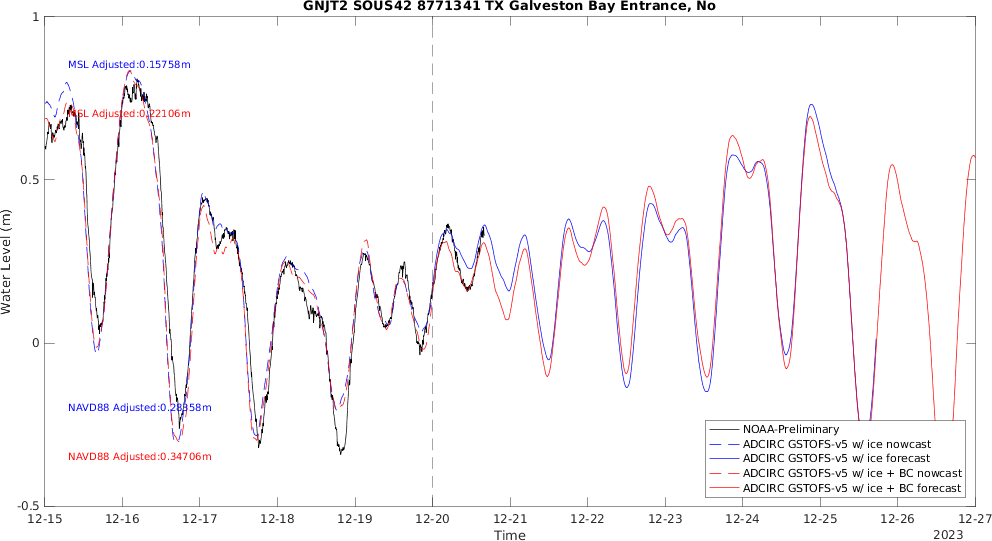 GNJT2 SOUS42 8771341 TX Galveston Bay Entrance, No
1
MSL Adjusted:0.15758m
MSL Adjusted:0.22106m
0.5
Water Level (m)
0
NAVD88 Adjusted:0.28358m
NAVD88 Adjusted:0.34706m
NOAA-Preliminary
ADCIRC GSTOFS-v5 w/ ice nowcast
ADCIRC GSTOFS-v5 w/ ice forecast
ADCIRC GSTOFS-v5 w/ ice + BC nowcast
ADCIRC GSTOFS-v5 w/ ice + BC forecast
-0.5
12-15 12-16 12-17 12-18 12-19 12-20 12-21 12-22 12-23 12-24 12-25 12-26 12-27
Time
2023